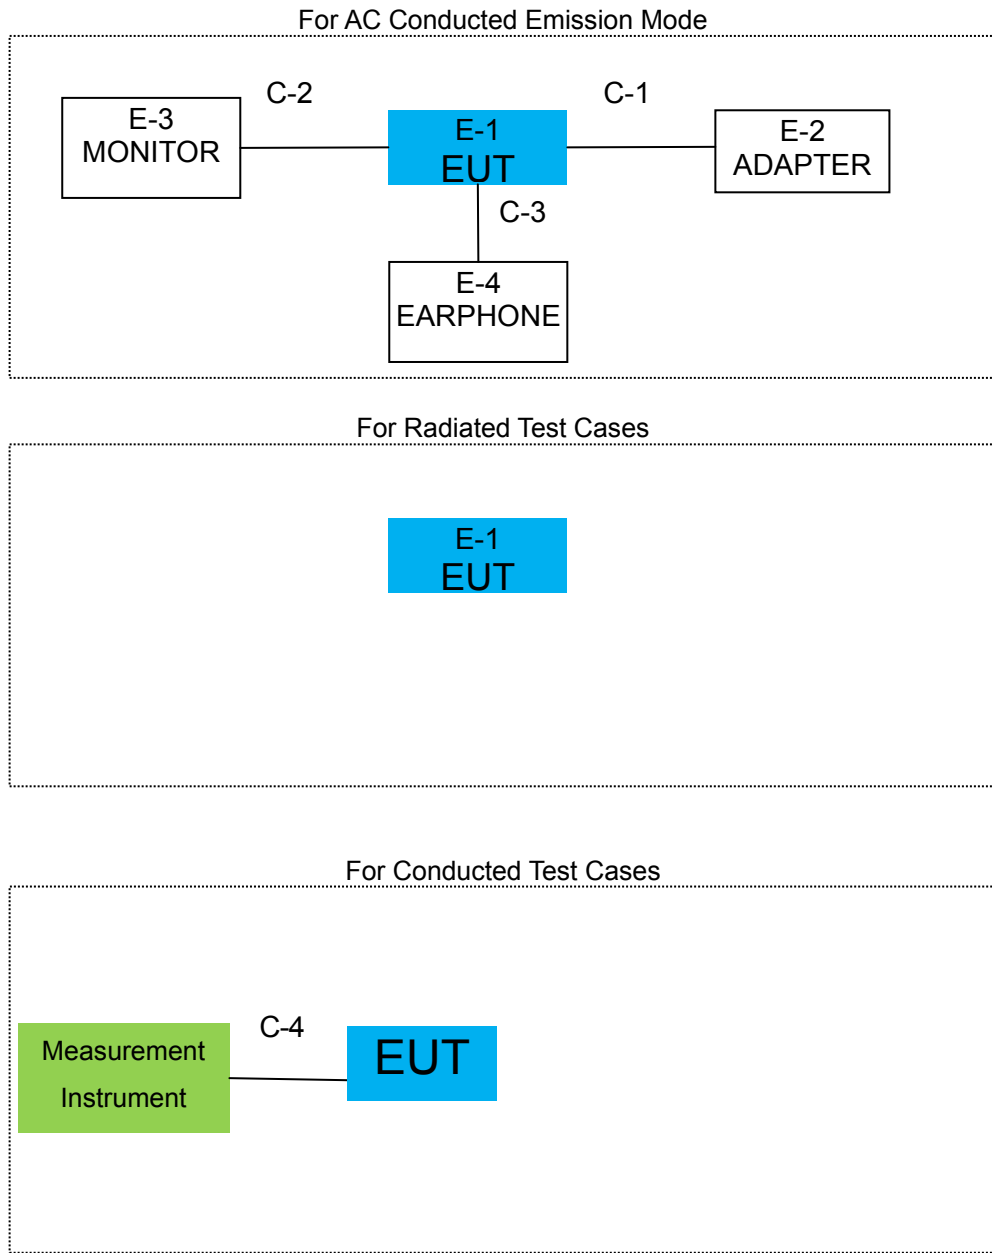 For AC Conducted Emission Mode
C-2
C-1
E-3
MONITOR
E-1
EUT
E-2
ADAPTER
C-3
E-4
EARPHONE
For Radiated Test Cases
E-1
EUT
For Conducted Test Cases
C-4
Measurement
Instrument
EUT